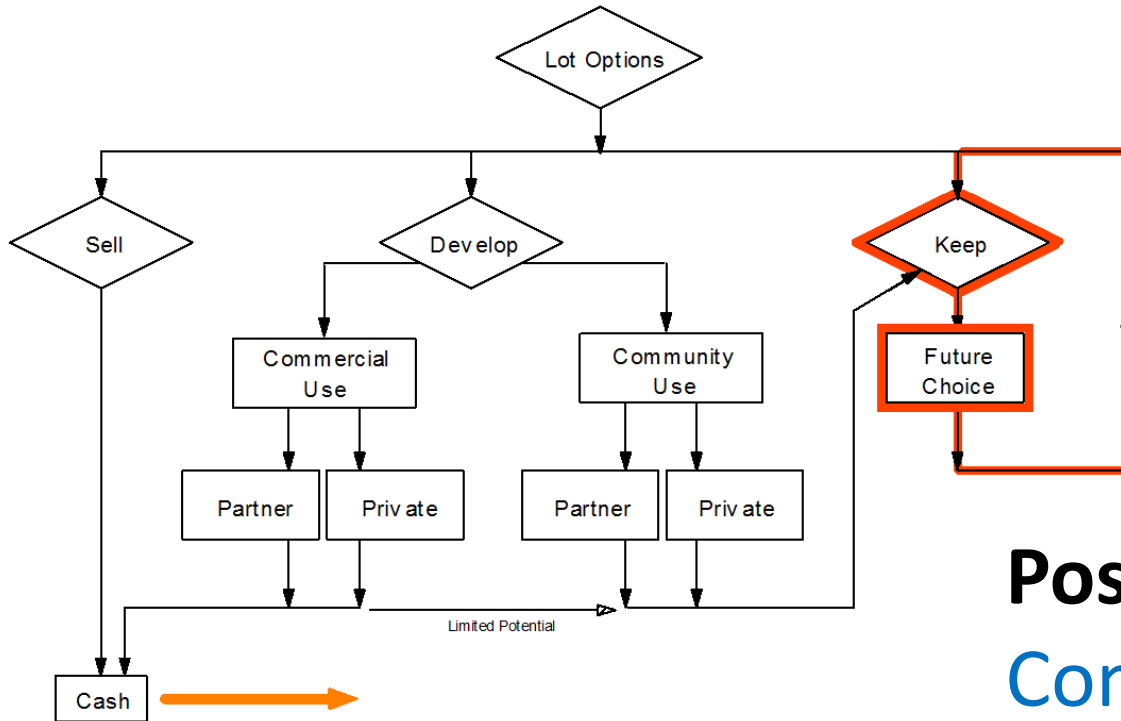 Lot Options
Sell
Develop
Keep
Commercial
Use
Community
Use
Future
Choice
Partner
Private
Partner
Private
Limited Potential
Pos
Con
Cash